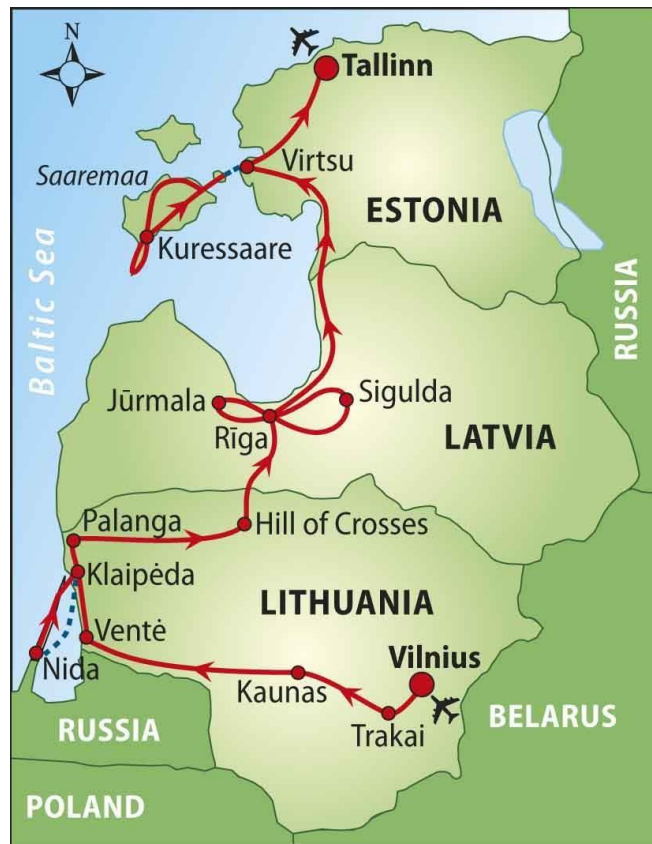 N
Tallinn
Saaremaa
Virtsu
ESTONIA
Kuressaare
Baltic Sea
RUSSIA
Jūrmala
Sigulda
Rīga
LATVIA
Palanga
Hill of Crosses
Klaipėda
LITHUANIA
Ventė
Vilnius
Nida
Kaunas
Trakai
BELARUS
RUSSIA
POLAND